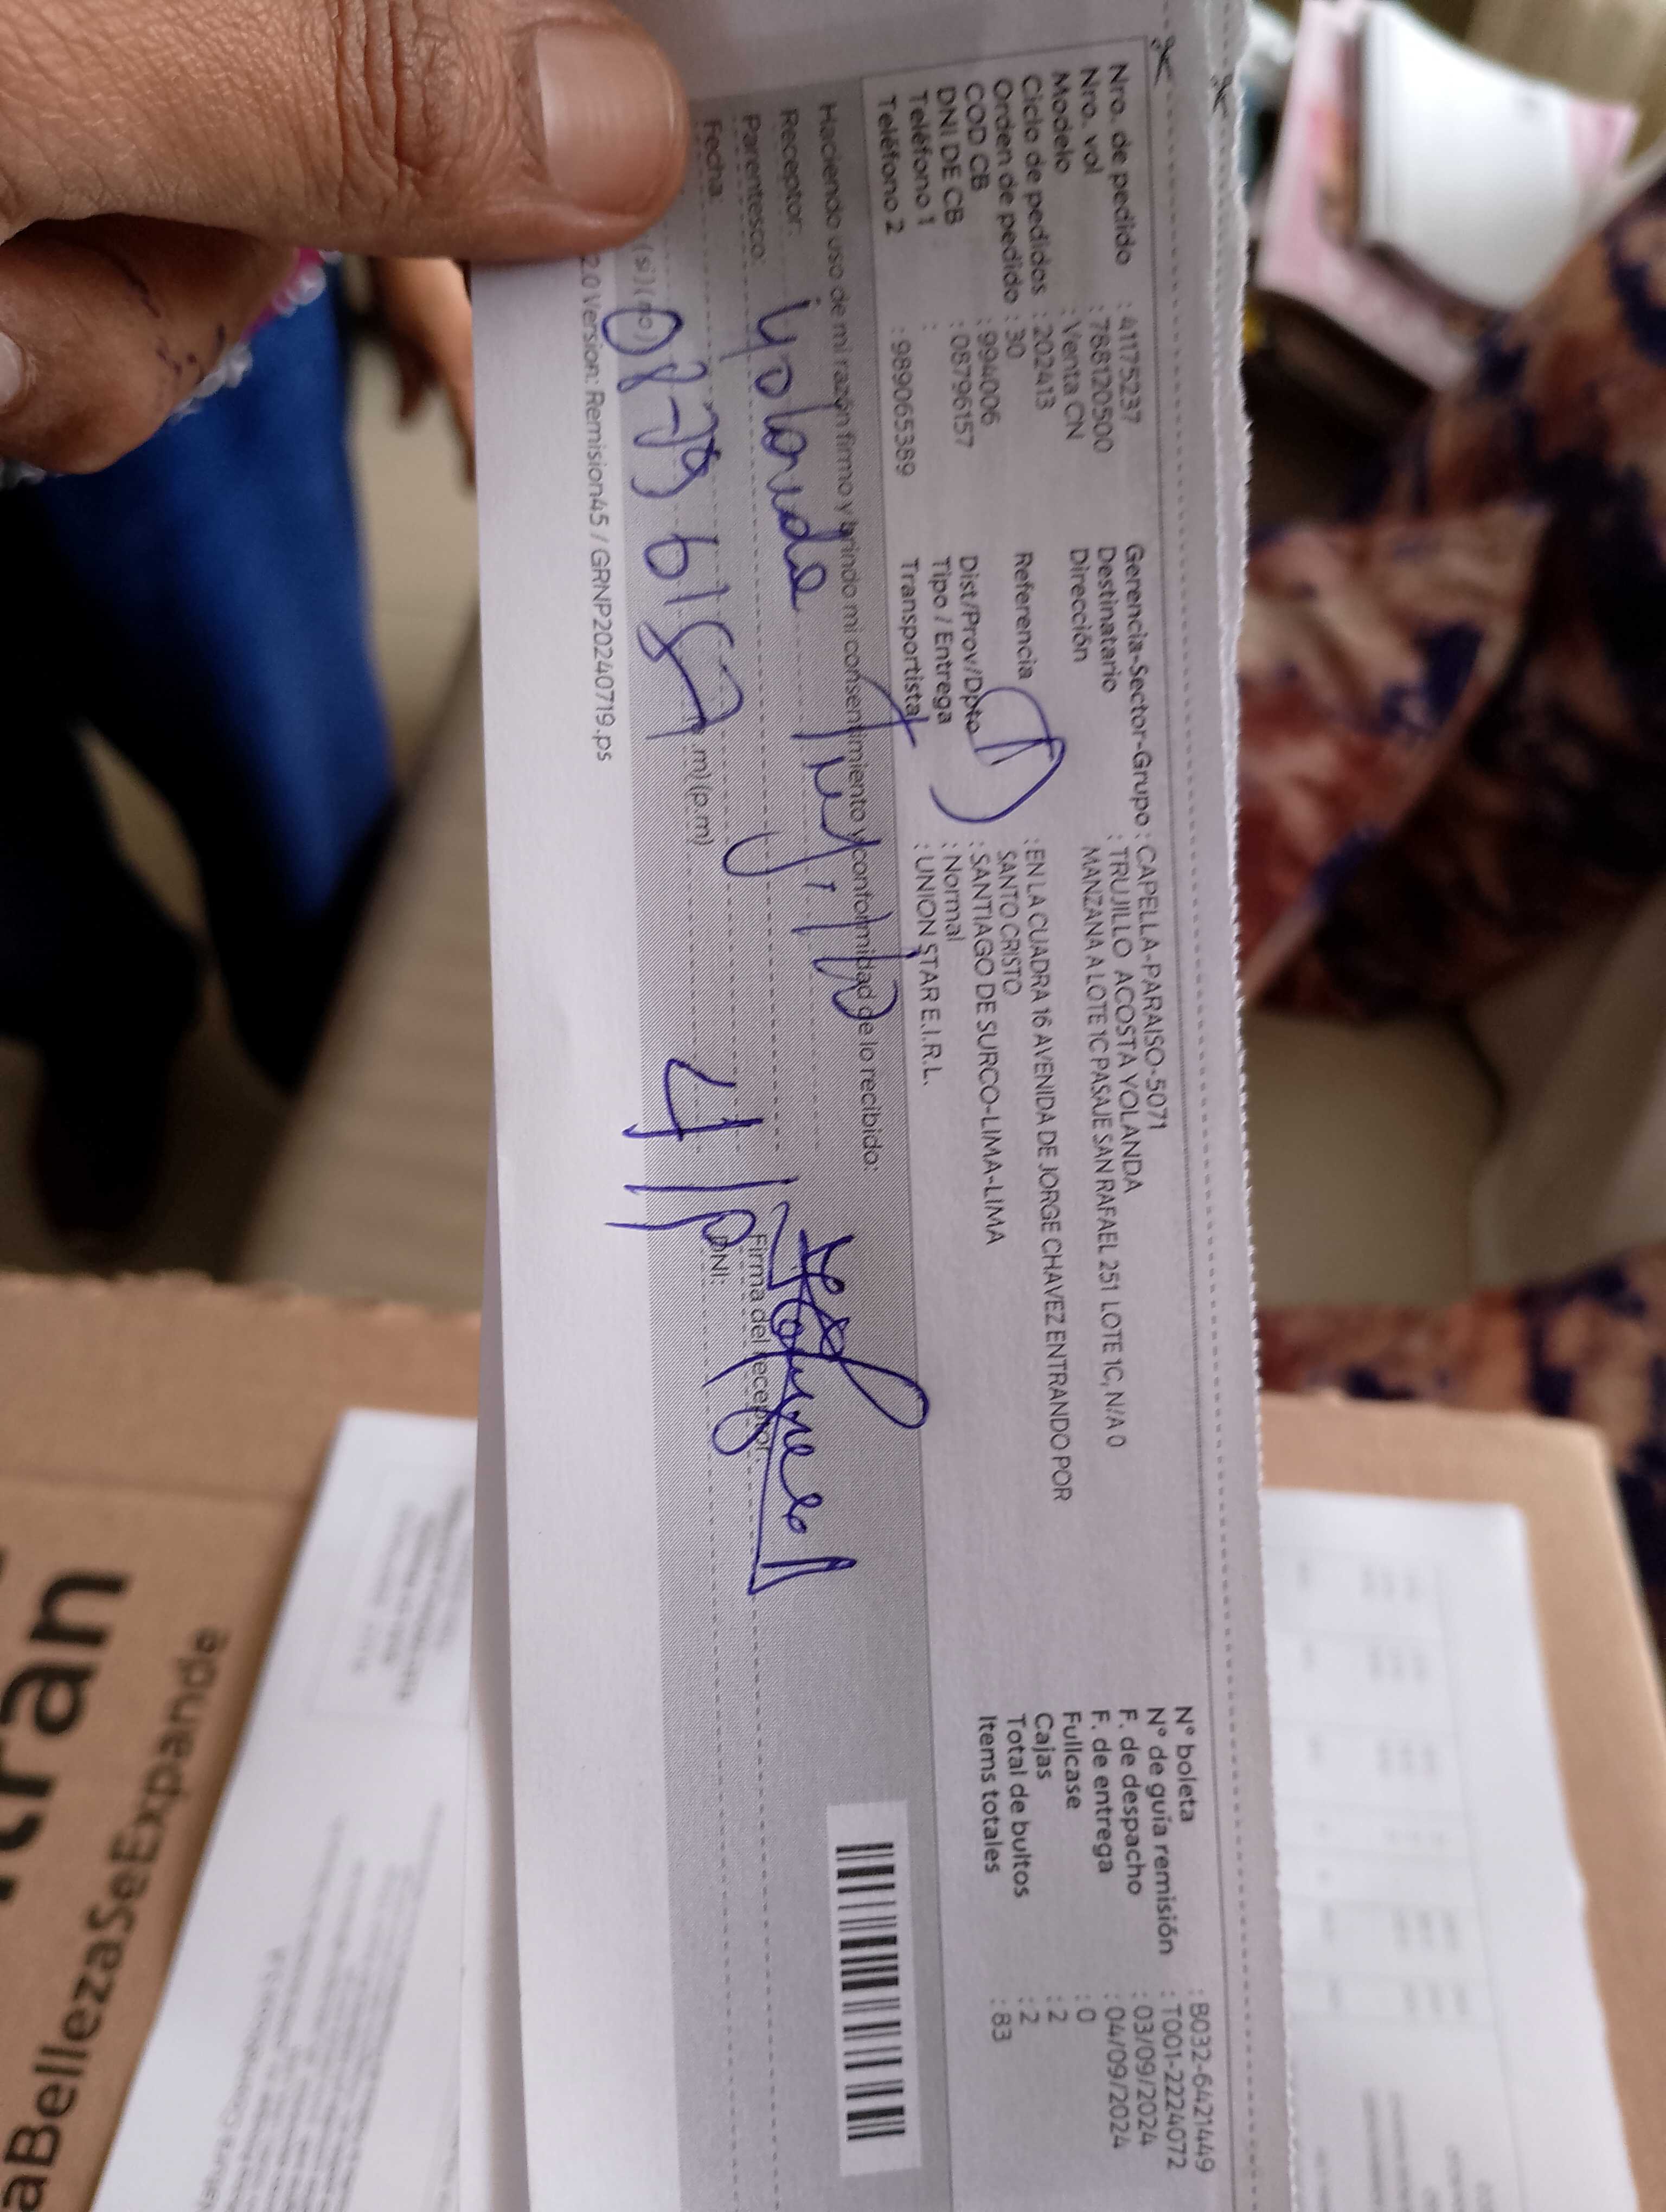 Nro. de pedido : 41175237
Nro. vol : 788120500
Modelo : Venta CN
Ciclo de pedidos : 202413
Orden de pedido : 30
COD CB : 994006
DNI DE CB : 08796157
Teléfono 1 :
Teléfono 2 : 989065389
Gerencia-Sector-Grupo : CAPELLA-PARAISO-5071
Destinatario : TRUJILLO ACOSTA YOLANDA
Dirección MANZANA A LOTE 1C PASAJE SAN RAFAEL 251 LOTE 1C, N/A 0
Referencia : EN LA CUADRA 16 AVENIDA DE JORGE CHAVEZ ENTRANDO POR
SANTO CRISTO
Dist/Prov/Dpto : SANTIAGO DE SURCO-LIMA-LIMA
Tipo / Entrega : Normal
Transportista : UNION STAR E.I.R.L.
N° boleta : B032-6421449
N° de guía remisión : T001-2224072
F. de despacho : 03/09/2024
F. de entrega : 04/09/2024
Fullcase : 0
Cajas : 2
Total de bultos : 2
Items totales : 83
Haciendo uso de mi razón firmo y brindo mi consentimiento y conformidad de lo recibido:
Receptor: Yolanda Trujillo
Parentesco:
Firma del receptor:
Fecha:
.m)(p.m)
DNI:
(si)(no)
2.0 Version: Remision45 / GRNP20240719.ps
aBellezaSeExpande